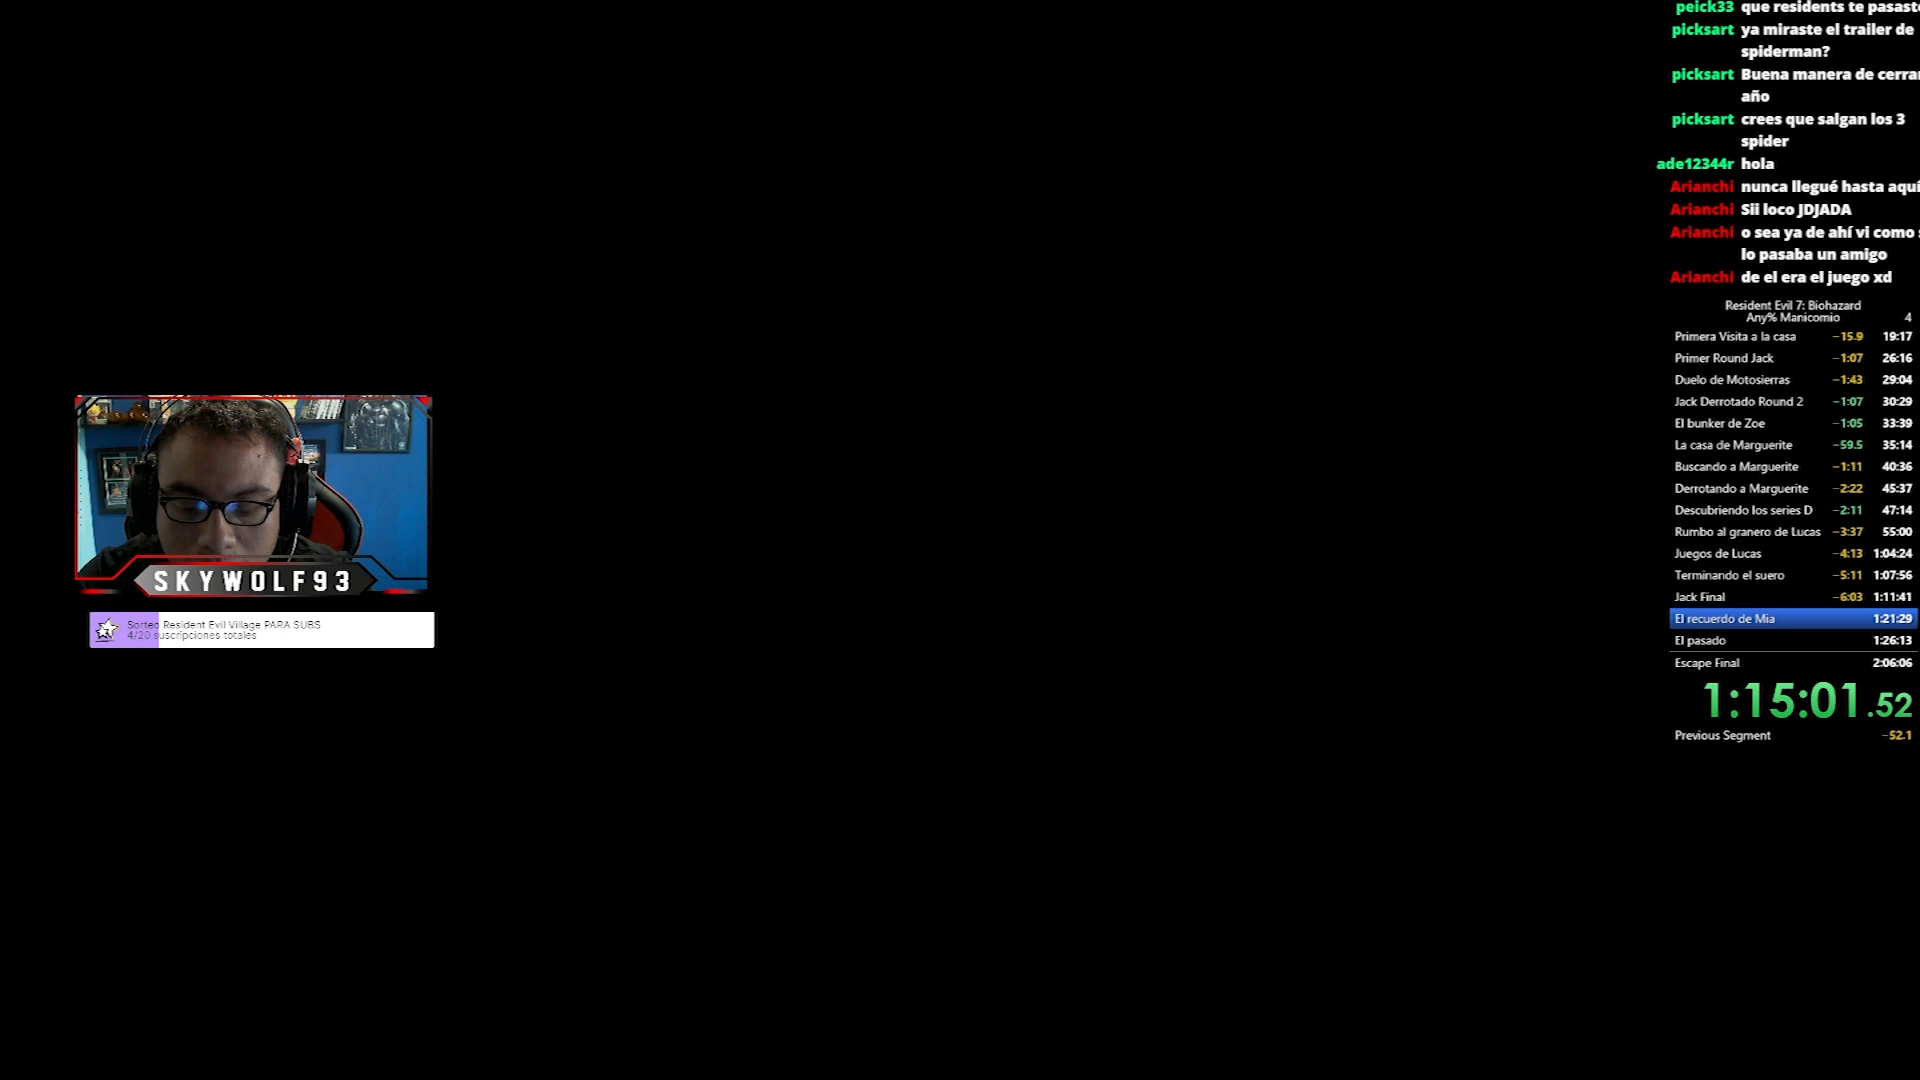 peick33 que residents te pasast
picksart ya miraste el trailer de
spiderman?
picksart Buena manera de cerra
año
picksart crees que salgan los 3
spider
ade12344r hola
Arianchi nunca llegué hasta aquí
Arianchi Sii loco JDJADA
Arianchi o sea ya de ahí vi como
lo pasaba un amigo
Arianchi de el era el juego xd
Resident Evil 7: Biohazard
Any% Manicomio 4
Primera Visita a la casa −15.9 19:17
Primer Round Jack −1:07 26:16
Duelo de Motosierras −1:43 29:04
Jack Derrotado Round 2 −1:07 30:29
El bunker de Zoe −1:05 33:39
La casa de Marguerite −59.5 35:14
Buscando a Marguerite −1:11 40:36
Derrotando a Marguerite −2:22 45:37
Descubriendo los series D −2:11 47:14
Rumbo al granero de Lucas −3:37 55:00
Juegos de Lucas −4:13 1:04:24
Terminando el suero −5:11 1:07:56
Jack Final −6:03 1:11:41
El recuerdo de Mia 1:21:29
El pasado 1:26:13
Escape Final 2:06:06
1:15:01.52
Previous Segment −52.1
SKYWOLF93
Sorteo Resident Evil Village PARA SUBS
4/20 suscripciones totales